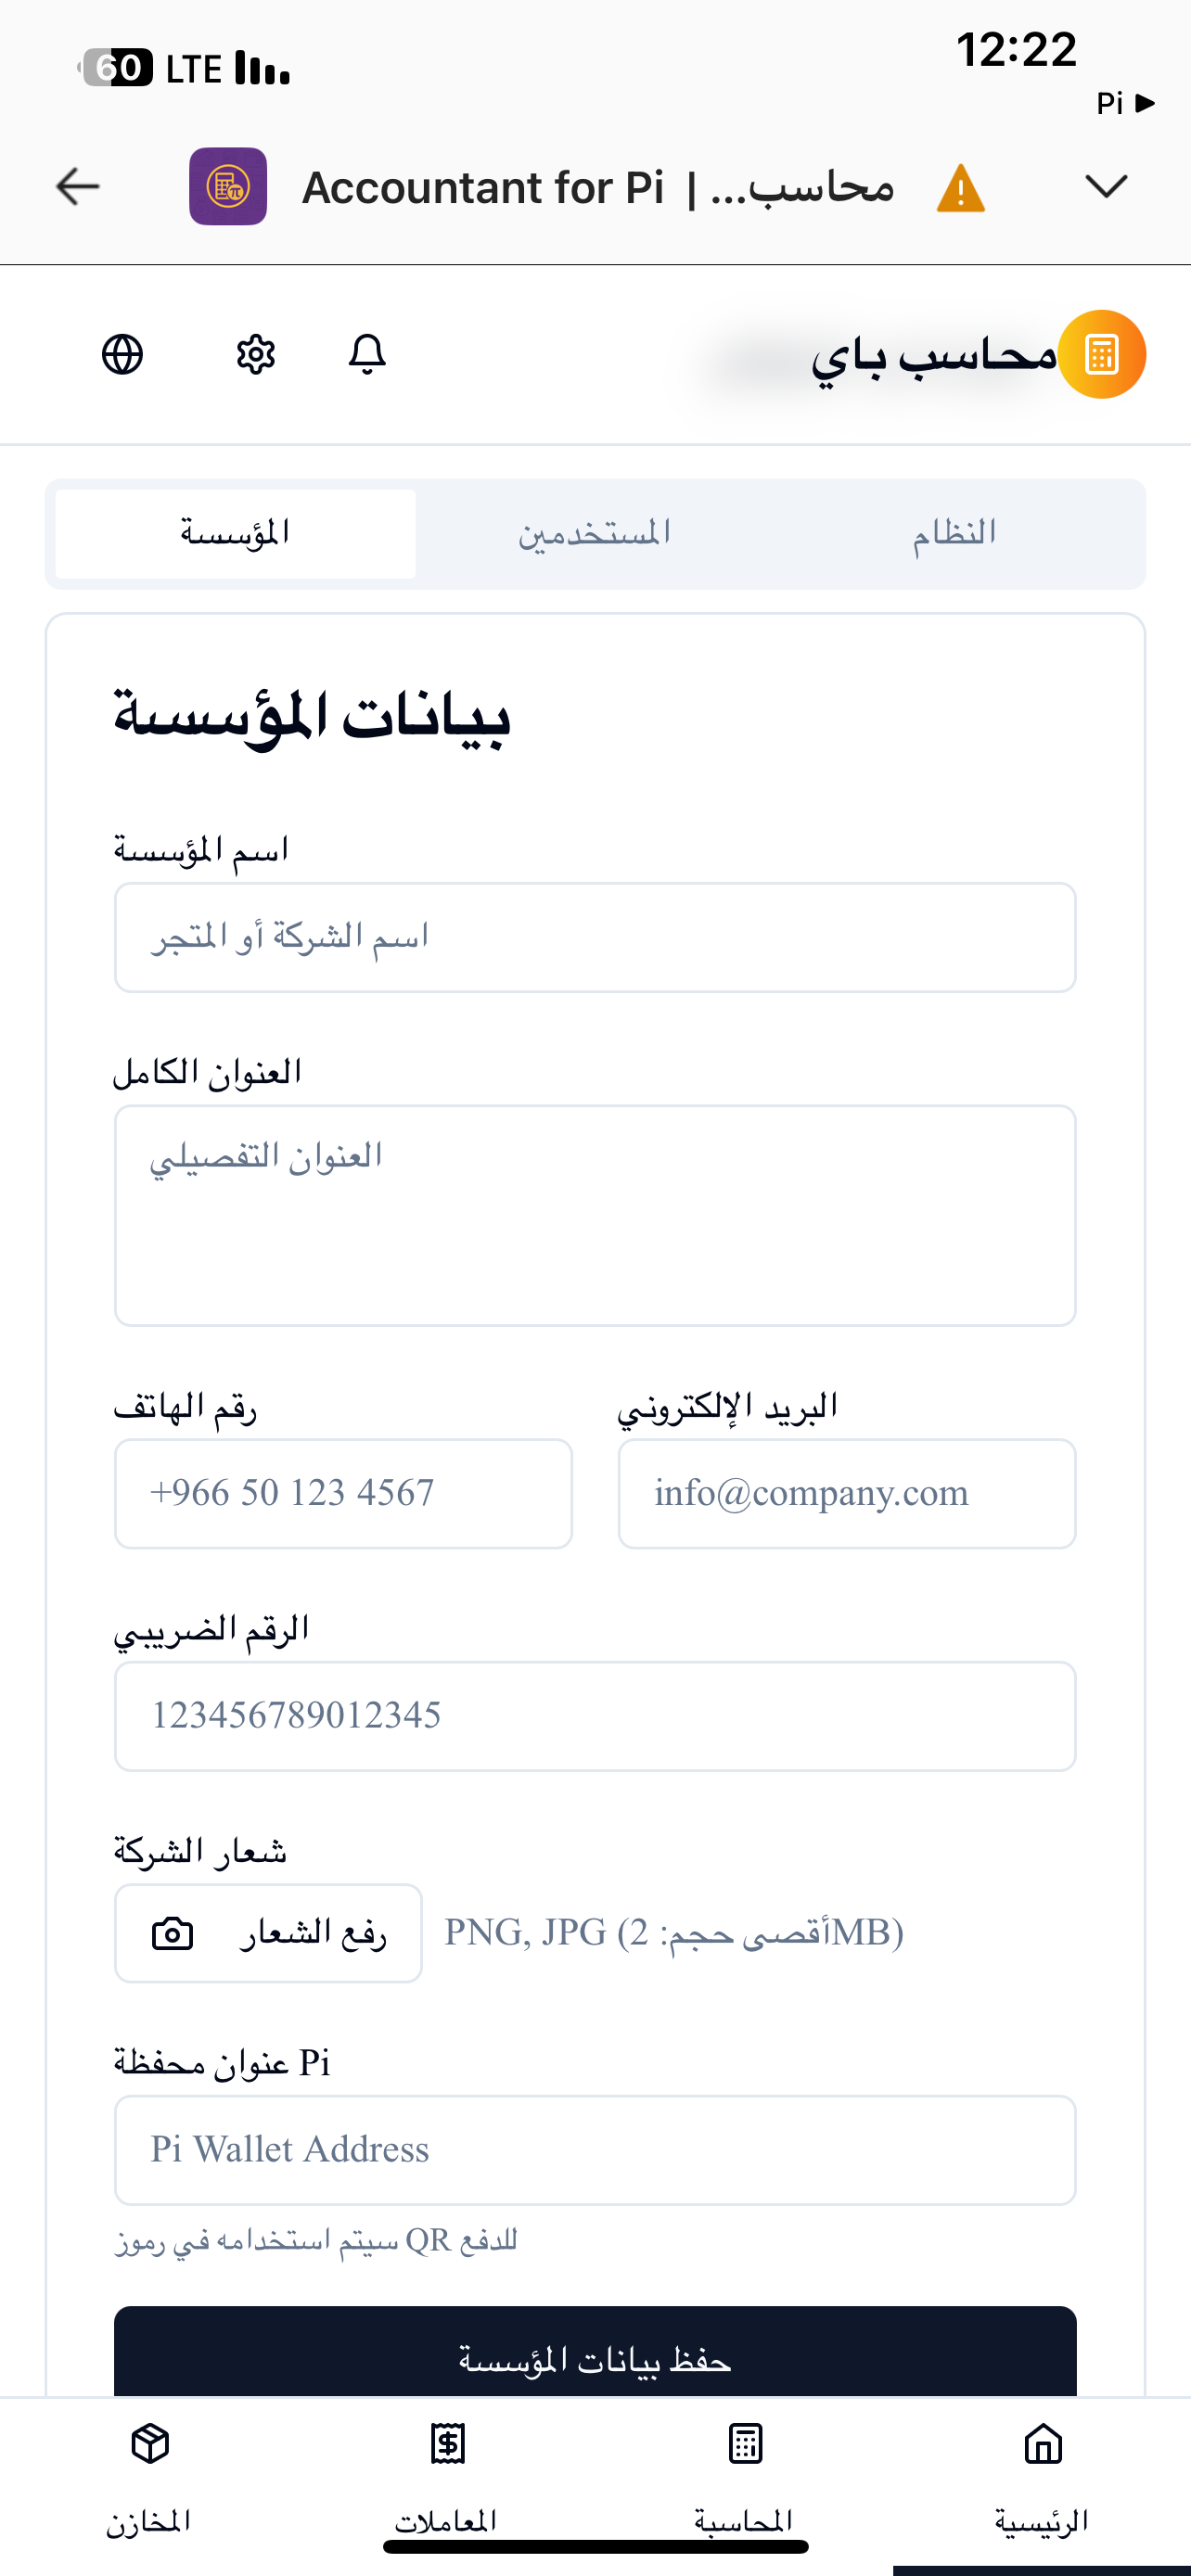 60 LTE 12:22
Pi
Accountant for Pi | محاسب...
محاسب باي
النظام المستخدمين المؤسسة
بيانات المؤسسة
اسم المؤسسة
اسم الشركة أو المتجر
العنوان الكامل
العنوان التفصيلي
رقم الهاتف البريد الإلكتروني
+966 50 123 4567 info@company.com
الرقم الضريبي
123456789012345
شعار الشركة
رفع الشعار PNG, JPG (أقصى حجم: 2MB)
عنوان محفظة Pi
Pi Wallet Address
سيتم استخدامه في رموز QR للدفع
حفظ بيانات المؤسسة
الرئيسية المحاسبة المعاملات المخازن